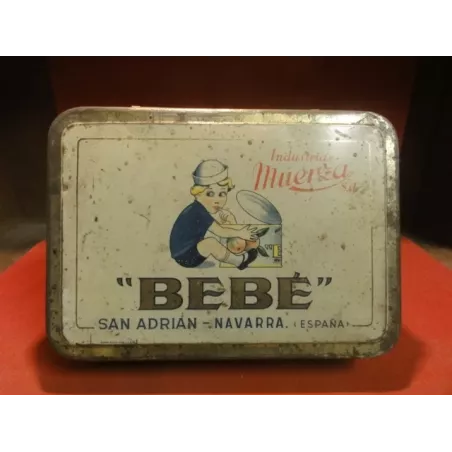 Industrias
Muerza
S.A.
"BEBÉ"
SAN ADRIÁN - NAVARRA. (ESPAÑA)